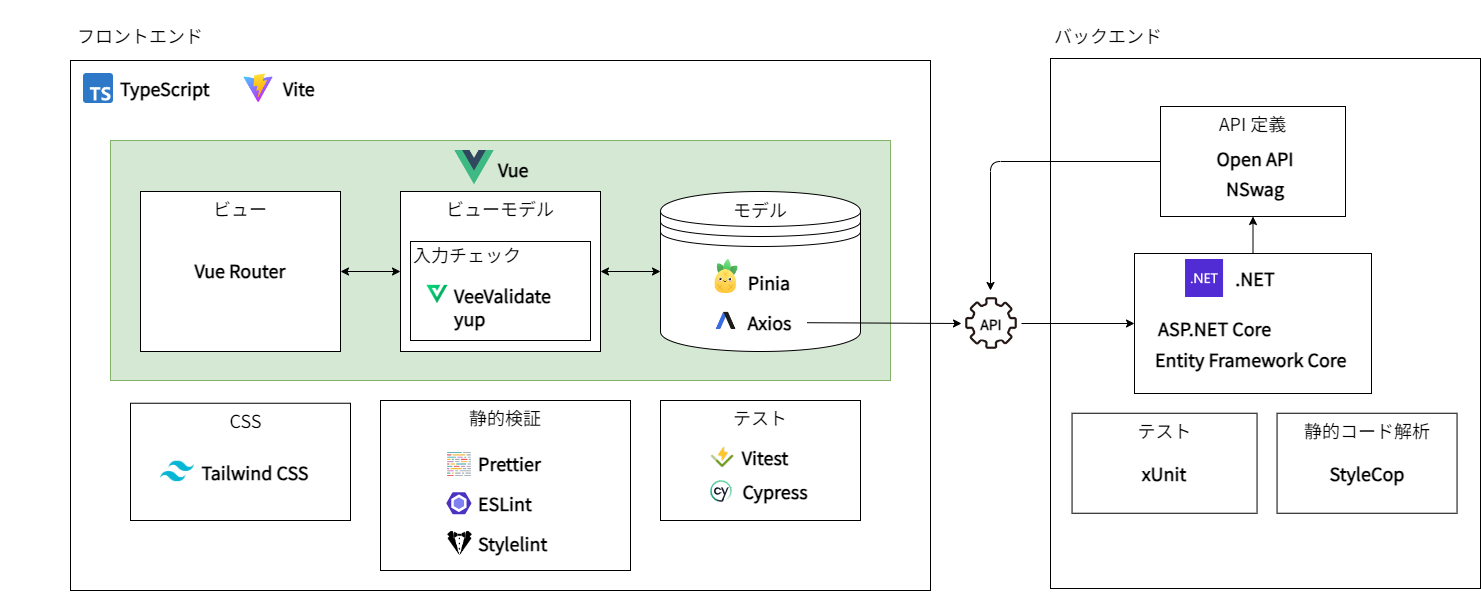 フロントエンド
TS TypeScript
Vite
Vue
ビュー
Vue Router
ビューモデル
入力チェック
VeeValidate
yup
モデル
Pinia
Axios
CSS
Tailwind CSS
静的検証
Prettier
ESLint
Stylelint
テスト
Vitest
cy Cypress
API
バックエンド
API 定義
Open API
NSwag
.NET .NET
ASP.NET Core
Entity Framework Core
テスト
xUnit
静的コード解析
StyleCop